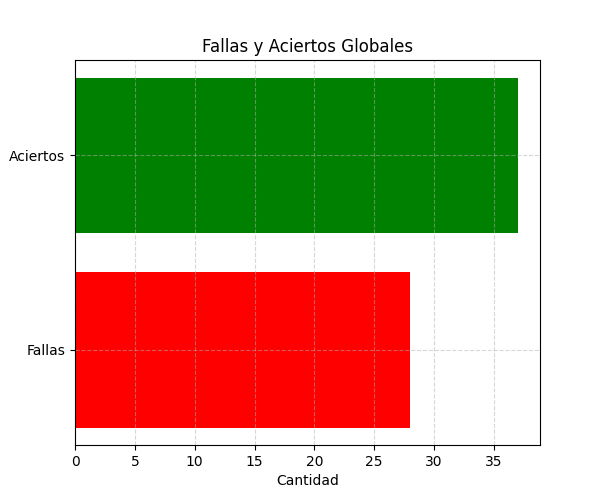 Fallas y Aciertos Globales
Aciertos
Fallas
0 5 10 15 20 25 30 35
Cantidad